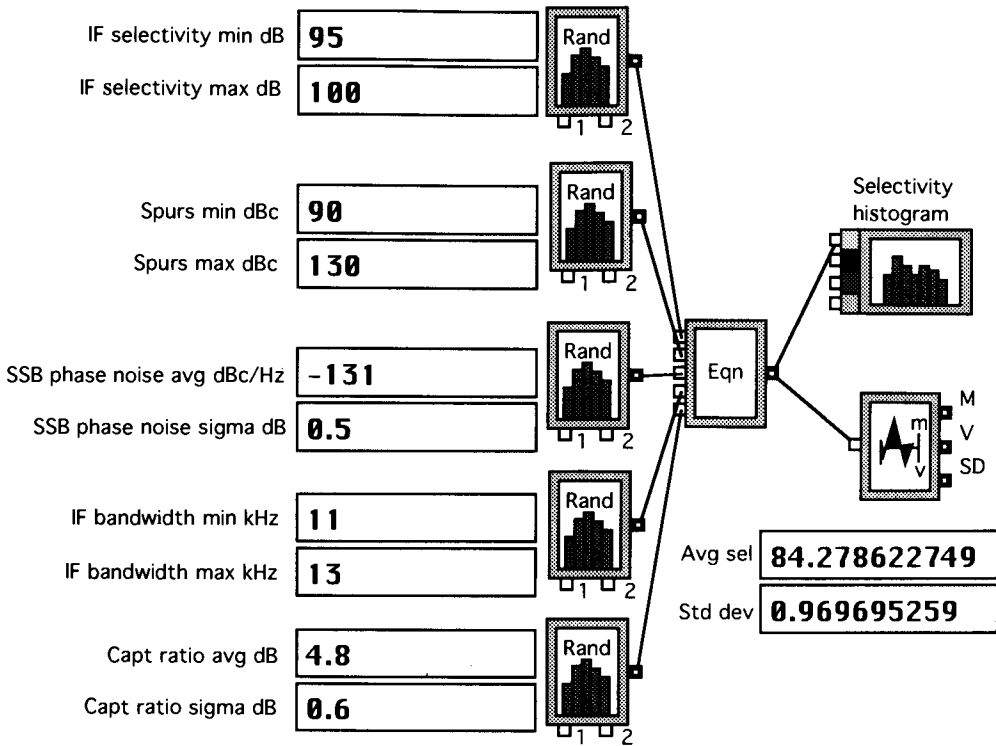 IF selectivity min dB 95
IF selectivity max dB 100
Rand
1 2
Spurs min dBc 90
Spurs max dBc 130
Rand
1 2
SSB phase noise avg dBc/Hz -131
SSB phase noise sigma dB 0.5
Rand
1 2
IF bandwidth min kHz 11
IF bandwidth max kHz 13
Rand
1 2
Capt ratio avg dB 4.8
Capt ratio sigma dB 0.6
Rand
1 2
Eqn
Selectivity
histogram
m
v
M
V
SD
Avg sel 84.278622749
Std dev 0.969695259